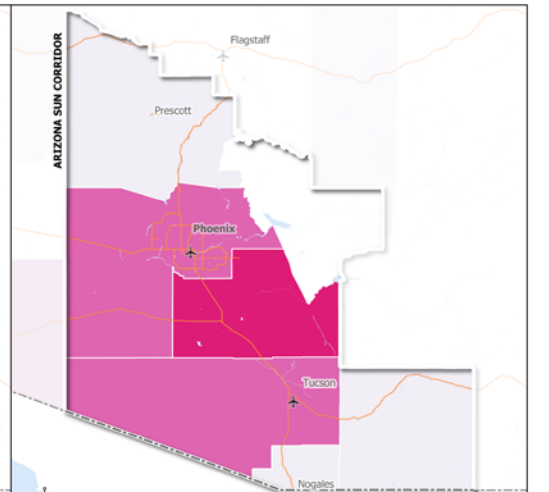 Flagstaff
ARIZONA SUN CORRIDOR
Prescott
Phoenix
Tucson
Nogales